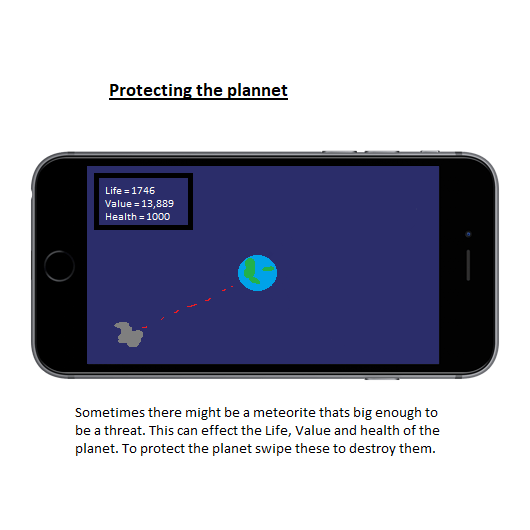 Protecting the plannet
Life = 1746
Value = 13,889
Health = 1000
Sometimes there might be a meteorite thats big enough to
be a threat. This can effect the Life, Value and health of the
planet. To protect the planet swipe these to destroy them.